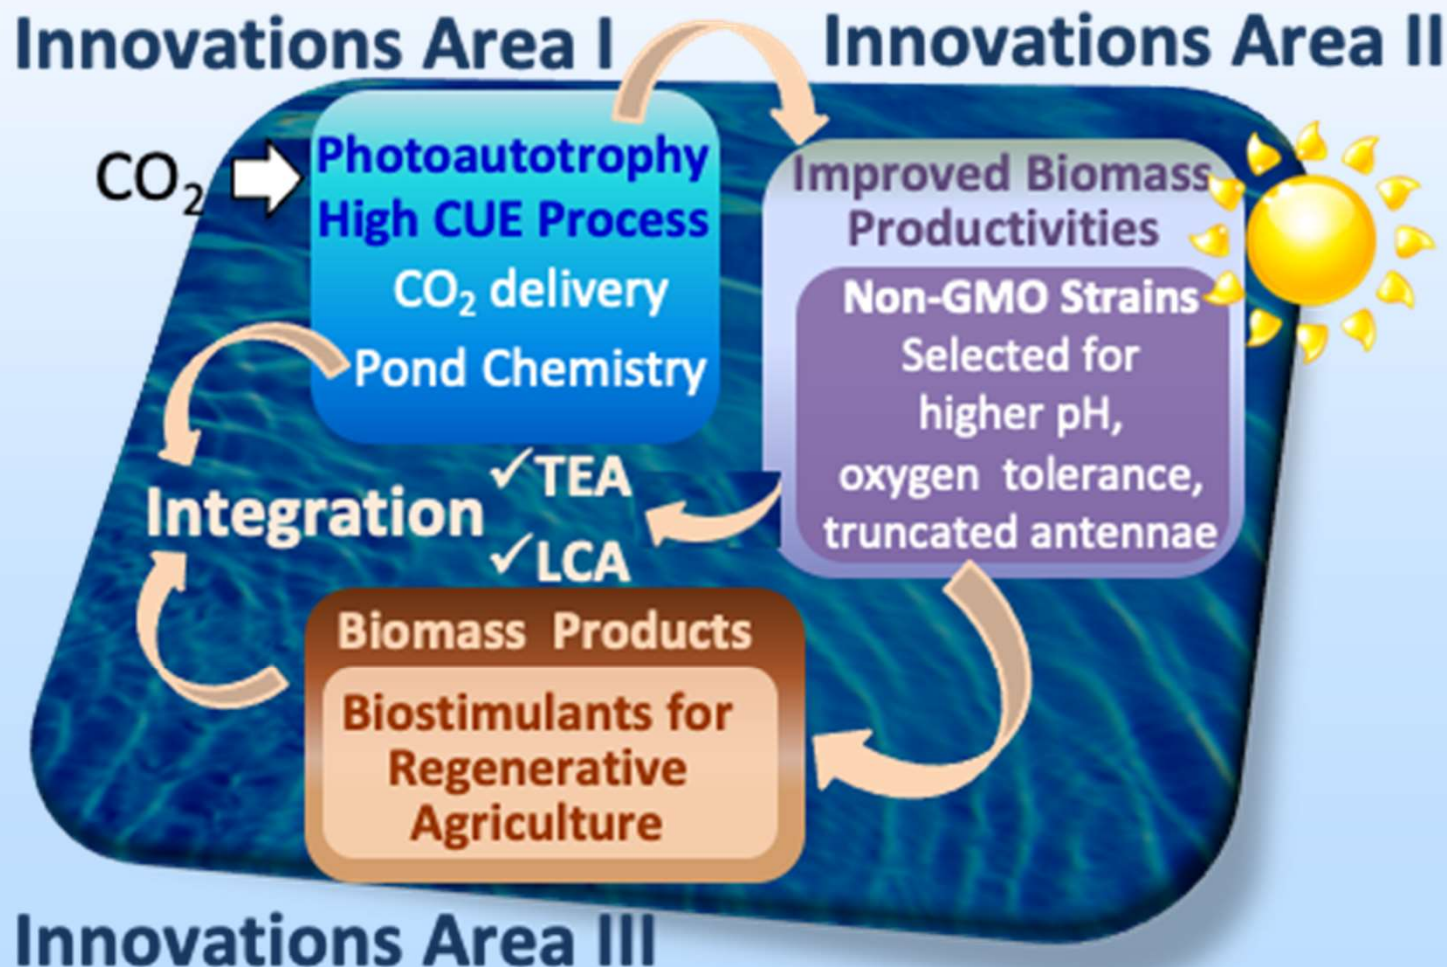 Innovations Area I
Innovations Area II
CO₂
Photoautotrophy
High CUE Process
CO₂ delivery
Pond Chemistry
Improved Biomass
Productivities
Non-GMO Strains
Selected for
higher pH,
oxygen tolerance,
truncated antennae
Integration
✓TEA
✓LCA
Biomass Products
Biostimulants for
Regenerative
Agriculture
Innovations Area III